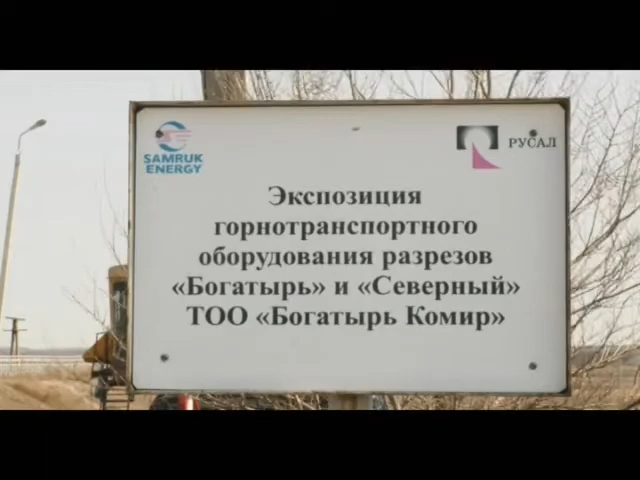 SAMRUK
ENERGY
РУСАЛ
Экспозиция
горнотранспортного
оборудования разрезов
«Богатырь» и «Северный»
ТОО «Богатырь Комир»